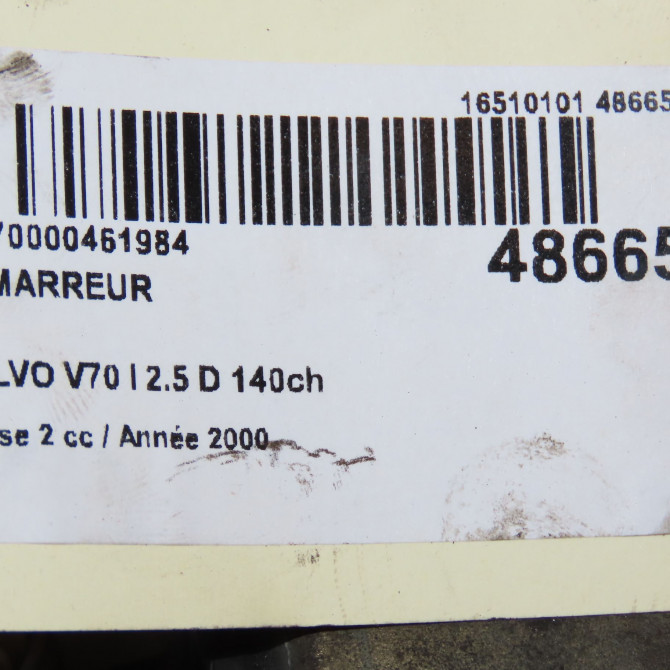 16510101 48665
70000461984
48665
MARREUR
LVO V70 I 2.5 D 140ch
se 2 cc / Année 2000